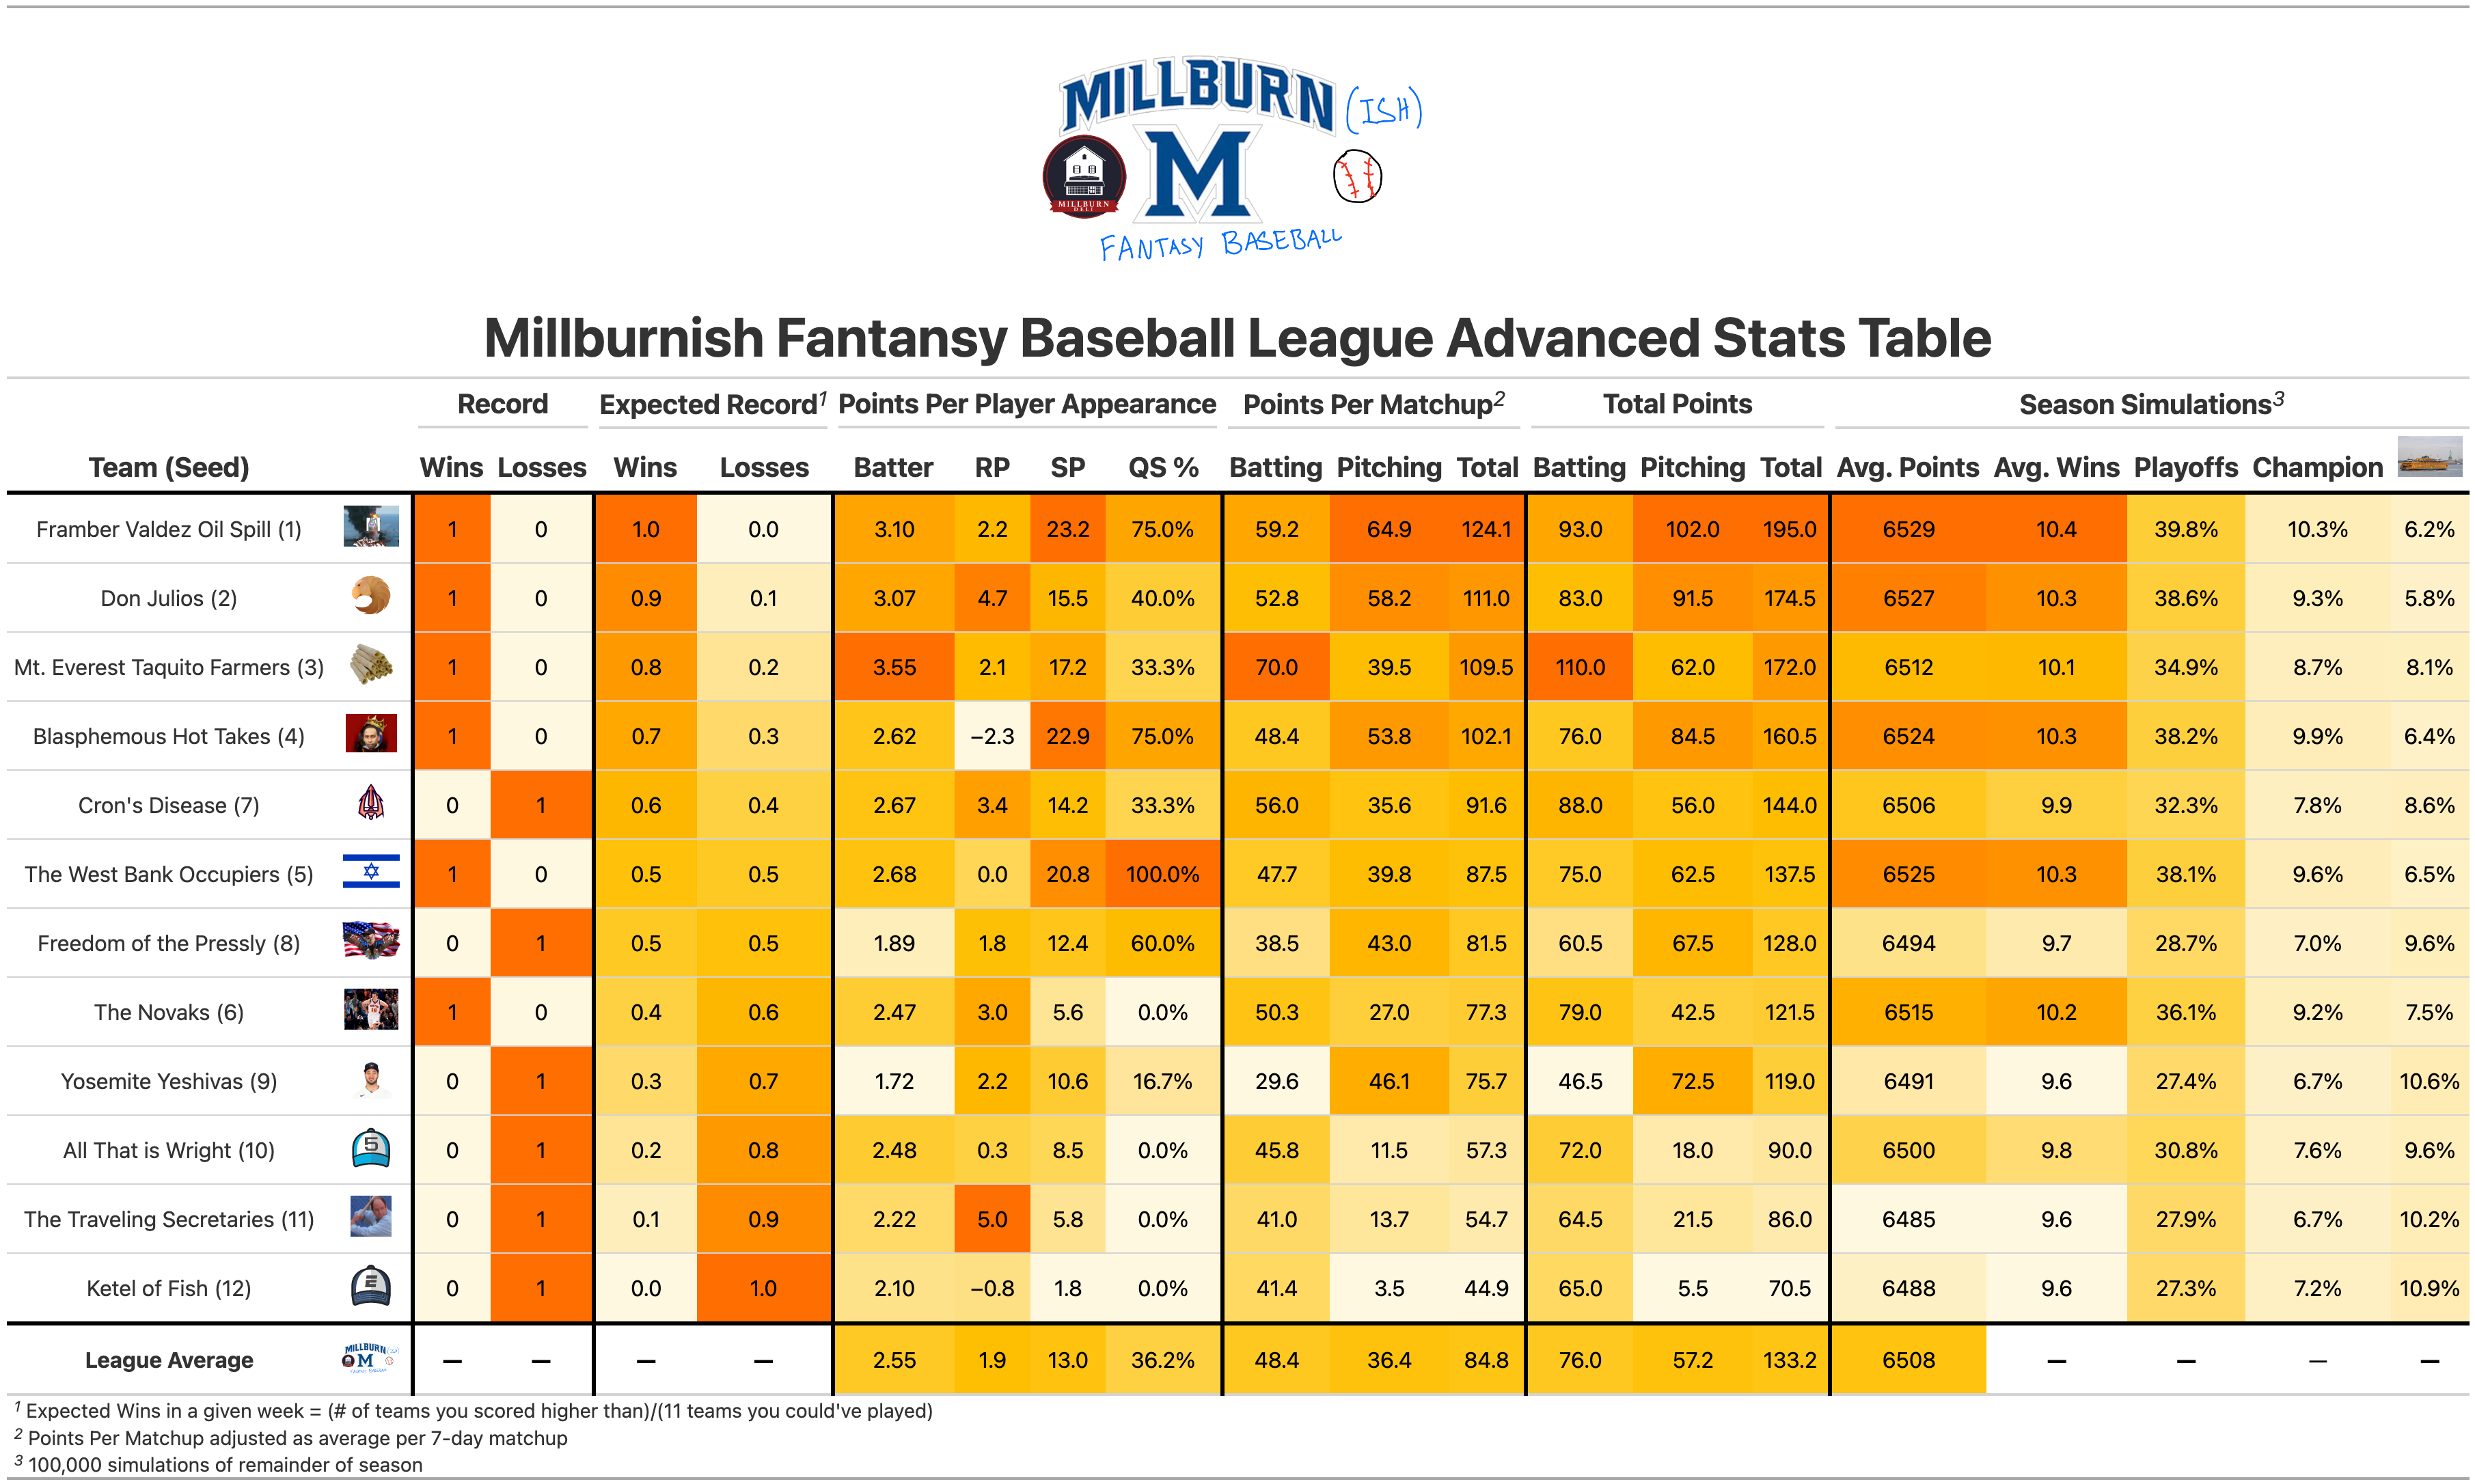 MILLBURN (ISH)
M
MILLBURN
DELI
FANTASY BASEBALL
Millburnish Fantansy Baseball League Advanced Stats Table
Record Expected Record1 Points Per Player Appearance Points Per Matchup2 Total Points Season Simulations3
Team (Seed) Wins Losses Wins Losses Batter RP SP QS % Batting Pitching Total Batting Pitching Total Avg. Points Avg. Wins Playoffs Champion
Framber Valdez Oil Spill (1) 1 0 1.0 0.0 3.10 2.2 23.2 75.0% 59.2 64.9 124.1 93.0 102.0 195.0 6529 10.4 39.8% 10.3% 6.2%
Don Julios (2) 1 0 0.9 0.1 3.07 4.7 15.5 40.0% 52.8 58.2 111.0 83.0 91.5 174.5 6527 10.3 38.6% 9.3% 5.8%
Mt. Everest Taquito Farmers (3) 1 0 0.8 0.2 3.55 2.1 17.2 33.3% 70.0 39.5 109.5 110.0 62.0 172.0 6512 10.1 34.9% 8.7% 8.1%
Blasphemous Hot Takes (4) 1 0 0.7 0.3 2.62 −2.3 22.9 75.0% 48.4 53.8 102.1 76.0 84.5 160.5 6524 10.3 38.2% 9.9% 6.4%
Cron's Disease (7) 0 1 0.6 0.4 2.67 3.4 14.2 33.3% 56.0 35.6 91.6 88.0 56.0 144.0 6506 9.9 32.3% 7.8% 8.6%
The West Bank Occupiers (5) 1 0 0.5 0.5 2.68 0.0 20.8 100.0% 47.7 39.8 87.5 75.0 62.5 137.5 6525 10.3 38.1% 9.6% 6.5%
Freedom of the Pressly (8) 0 1 0.5 0.5 1.89 1.8 12.4 60.0% 38.5 43.0 81.5 60.5 67.5 128.0 6494 9.7 28.7% 7.0% 9.6%
The Novaks (6) 1 0 0.4 0.6 2.47 3.0 5.6 0.0% 50.3 27.0 77.3 79.0 42.5 121.5 6515 10.2 36.1% 9.2% 7.5%
Yosemite Yeshivas (9) 0 1 0.3 0.7 1.72 2.2 10.6 16.7% 29.6 46.1 75.7 46.5 72.5 119.0 6491 9.6 27.4% 6.7% 10.6%
All That is Wright (10) 5 0 1 0.2 0.8 2.48 0.3 8.5 0.0% 45.8 11.5 57.3 72.0 18.0 90.0 6500 9.8 30.8% 7.6% 9.6%
The Traveling Secretaries (11) 0 1 0.1 0.9 2.22 5.0 5.8 0.0% 41.0 13.7 54.7 64.5 21.5 86.0 6485 9.6 27.9% 6.7% 10.2%
Ketel of Fish (12) E 0 1 0.0 1.0 2.10 −0.8 1.8 0.0% 41.4 3.5 44.9 65.0 5.5 70.5 6488 9.6 27.3% 7.2% 10.9%
League Average MILLBURN M — — — — 2.55 1.9 13.0 36.2% 48.4 36.4 84.8 76.0 57.2 133.2 6508 — — — —
1 Expected Wins in a given week = (# of teams you scored higher than)/(11 teams you could've played)
2 Points Per Matchup adjusted as average per 7-day matchup
3 100,000 simulations of remainder of season